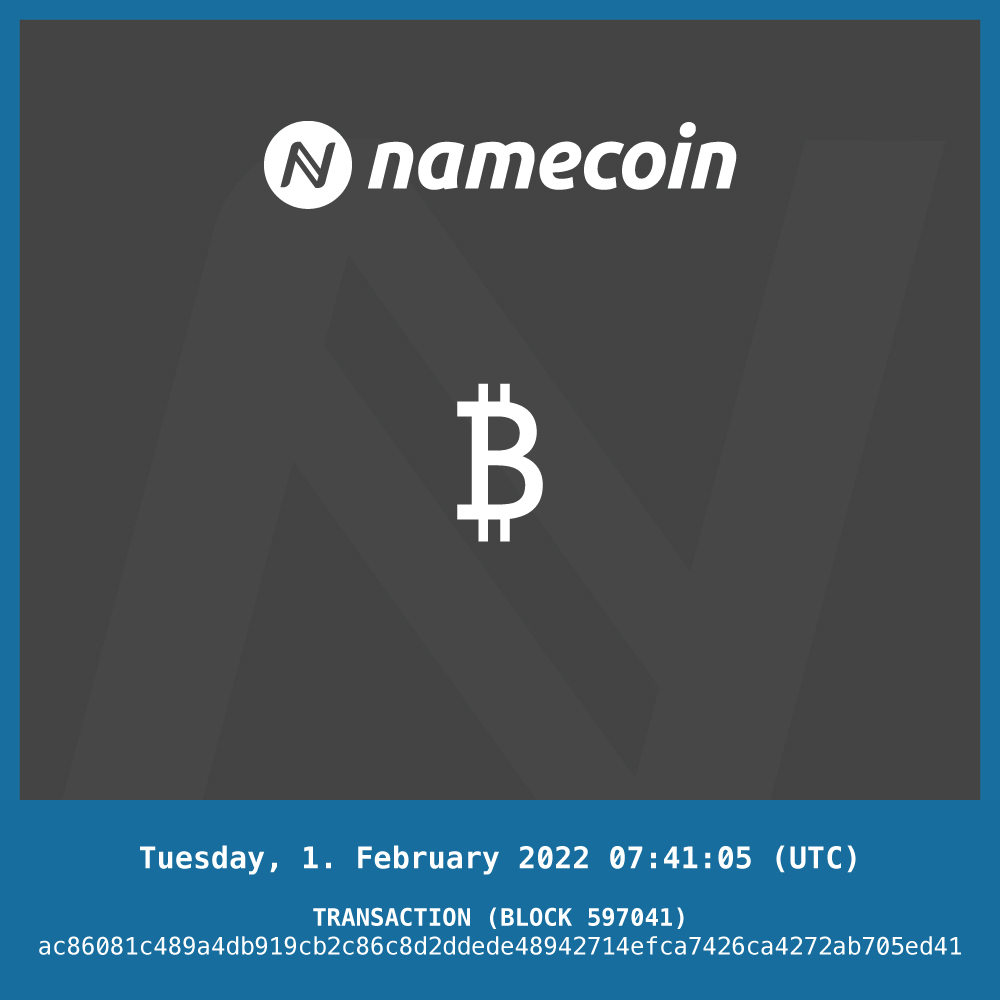 namecoin
₿
Tuesday, 1. February 2022 07:41:05 (UTC)
TRANSACTION (BLOCK 597041)
ac86081c489a4db919cb2c86c8d2ddede48942714efca7426ca4272ab705ed41